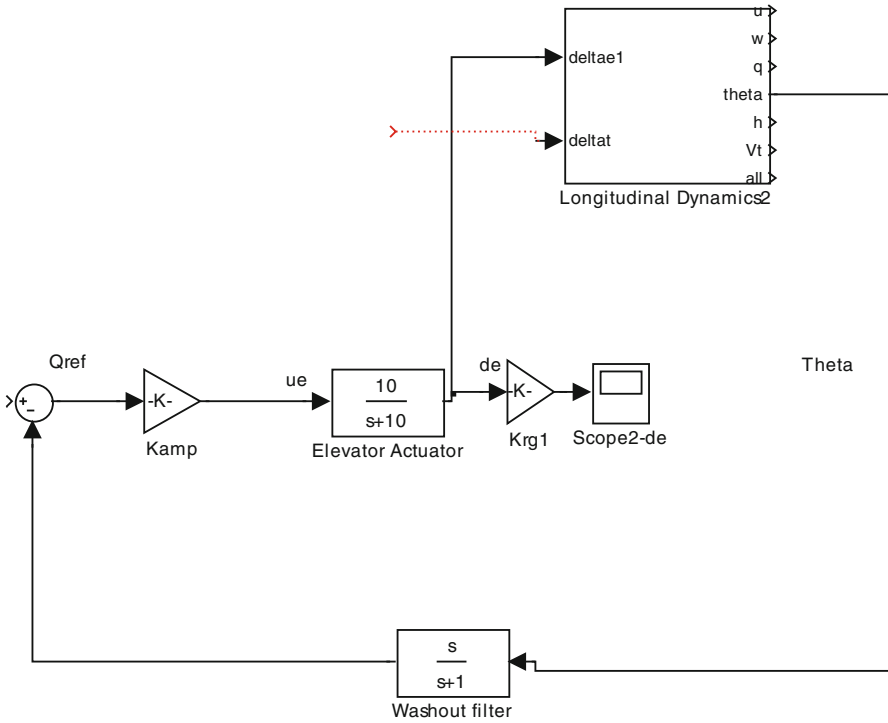 u
w
q
theta
h
Vt
all
deltae1
deltat
Longitudinal Dynamics2
Qref
+
-
-K-
Kamp
ue
10
s+10
Elevator Actuator
de
-K-
Krg1
Scope2-de
Theta
s
s+1
Washout filter